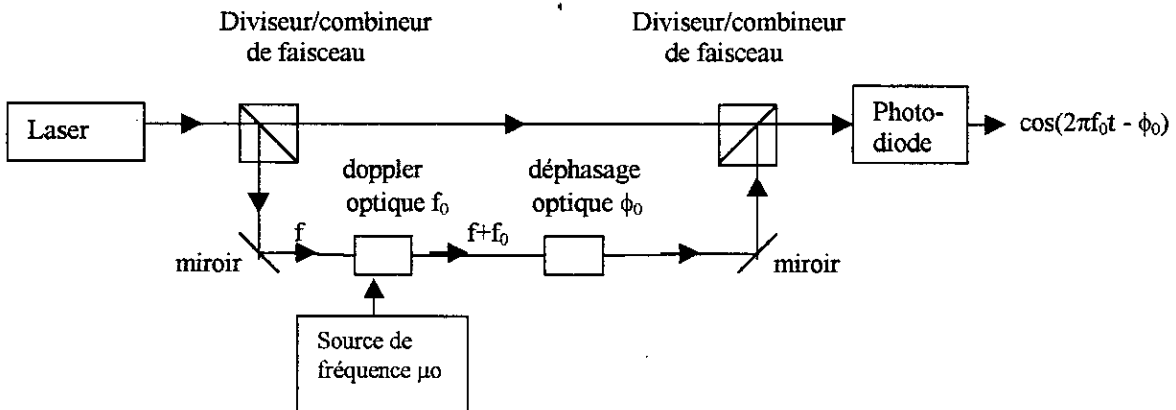 Diviseur/combineur
de faisceau
Diviseur/combineur
de faisceau
Laser
Photo-
diode
cos(2πf₀t - ϕ₀)
doppler
optique f₀
déphasage
optique ϕ₀
f
f+f₀
miroir
miroir
Source de
fréquence μo